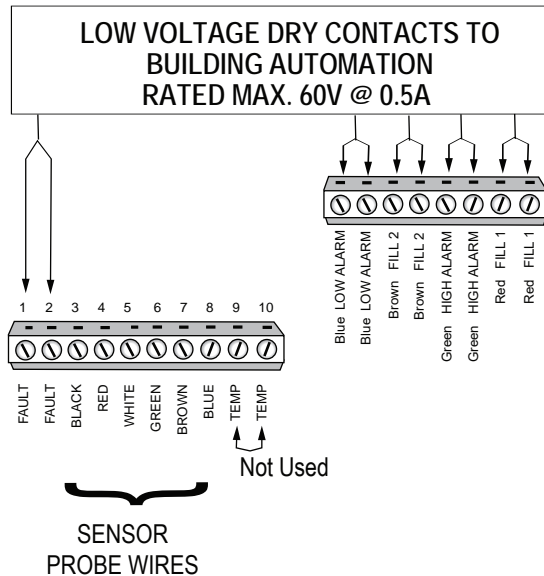 LOW VOLTAGE DRY CONTACTS TO
BUILDING AUTOMATION
RATED MAX. 60V @ 0.5A
Blue LOW ALARM
Blue LOW ALARM
Brown FILL 2
Brown FILL 2
Green HIGH ALARM
Green HIGH ALARM
Red FILL 1
Red FILL 1
1 2 3 4 5 6 7 8 9 10
FAULT
FAULT
BLACK
RED
WHITE
GREEN
BROWN
BLUE
TEMP
TEMP
Not Used
SENSOR
PROBE WIRES